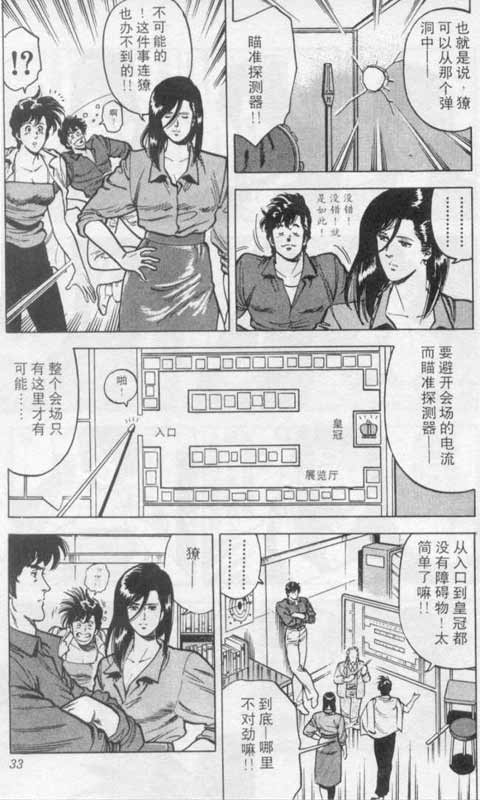 也就是说，獠
可以从那个弹
洞中——
瞄准探测器！！
不可能的
！这件事连獠
也办不到的！！
啊！
!?
…………
没错！
没错！就
是如此！
要避开会场的电流
而瞄准探测器——
皇冠
展览厅
入口
啪！
整个会场只
有这里才有
可能……
从入口到皇冠都
没有障碍物！太
简单了嘛！！
…………
到底—哪里
不对劲嘛！！
獠—
33